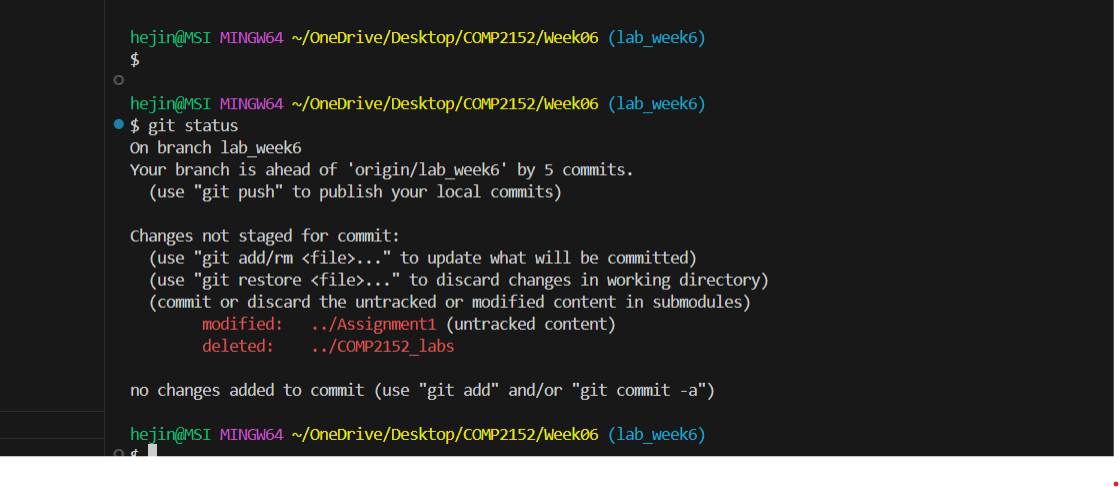 hejin@MSI MINGW64 ~/OneDrive/Desktop/COMP2152/Week06 (lab_week6)
$
hejin@MSI MINGW64 ~/OneDrive/Desktop/COMP2152/Week06 (lab_week6)
$ git status
On branch lab_week6
Your branch is ahead of 'origin/lab_week6' by 5 commits.
  (use "git push" to publish your local commits)

Changes not staged for commit:
  (use "git add/rm <file>..." to update what will be committed)
  (use "git restore <file>..." to discard changes in working directory)
  (commit or discard the untracked or modified content in submodules)
        modified:   ../Assignment1 (untracked content)
        deleted:    ../COMP2152_labs

no changes added to commit (use "git add" and/or "git commit -a")

hejin@MSI MINGW64 ~/OneDrive/Desktop/COMP2152/Week06 (lab_week6)
$